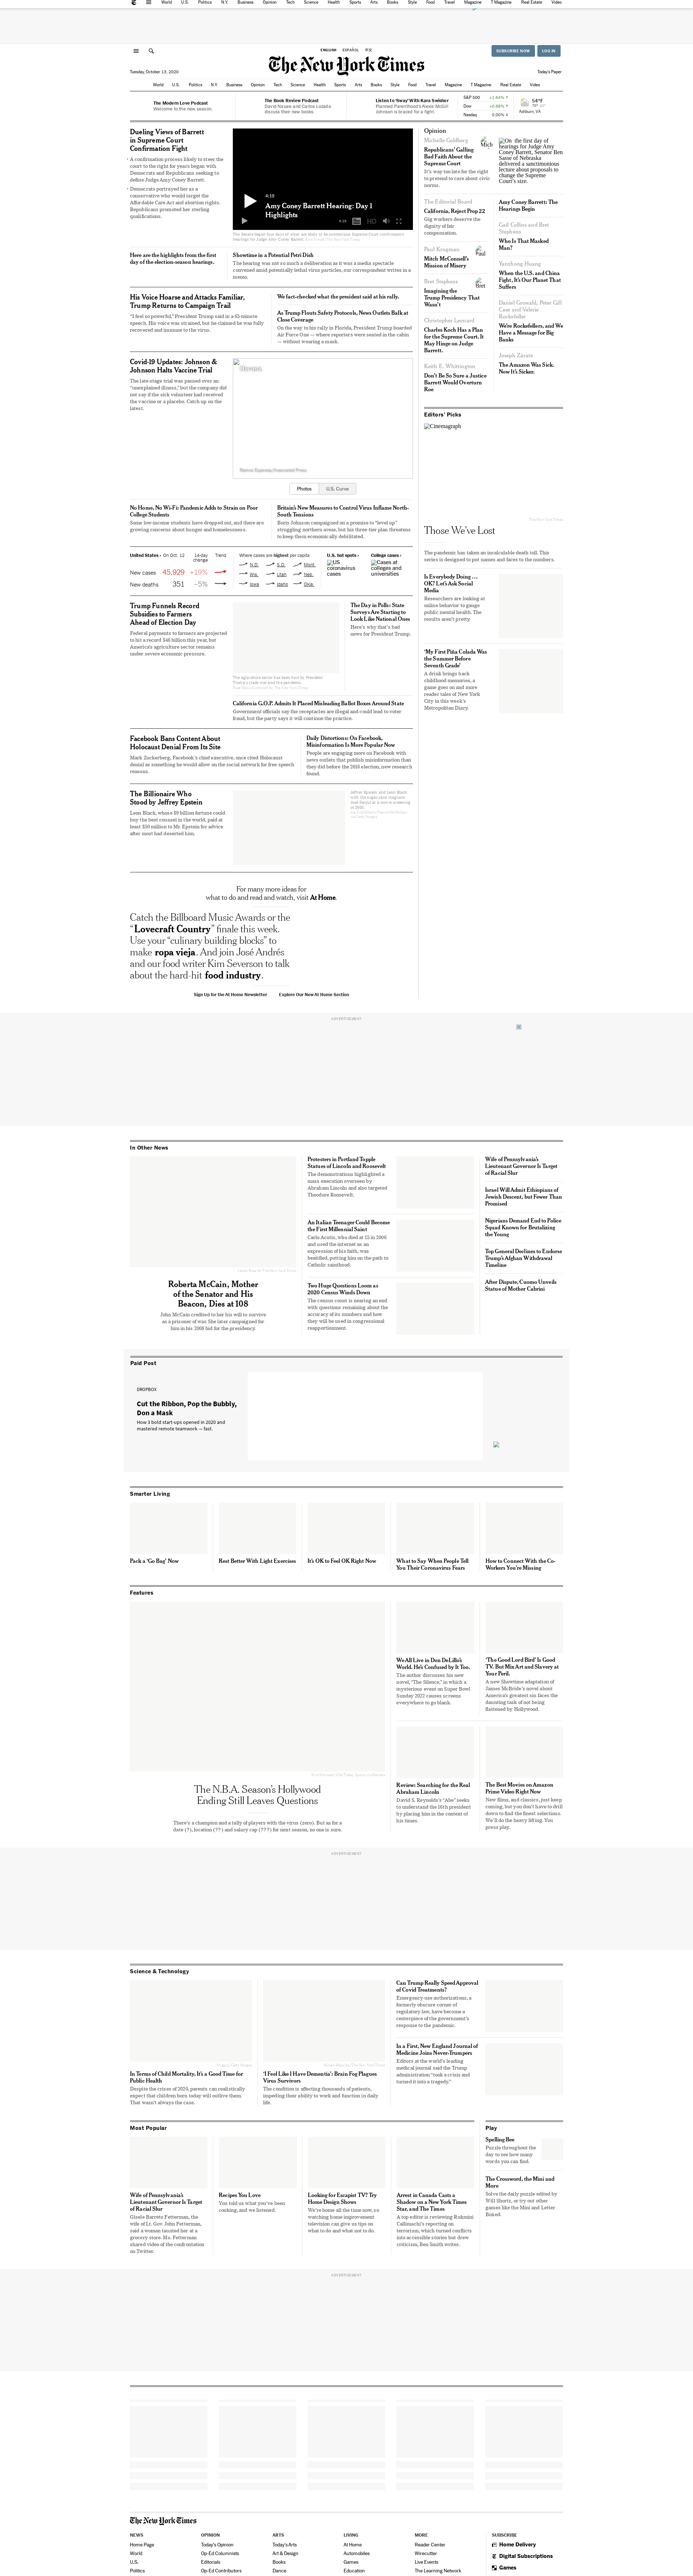 World U.S. Politics N.Y. Business Opinion Tech Science Health Sports Arts Books Style Food Travel Magazine T Magazine Real Estate Video
ENGLISH ESPAÑOL 中文
SUBSCRIBE NOW LOG IN
The New York Times
Tuesday, October 13, 2020
Today's Paper
World U.S. Politics N.Y. Business Opinion Tech Science Health Sports Arts Books Style Food Travel Magazine T Magazine Real Estate Video
The Modern Love Podcast
Welcome to the new season.
The Book Review Podcast
David Nasaw and Carlos Lozada
discuss their new books.
Listen to 'Sway' With Kara Swisher
Planned Parenthood's Alexis McGill
Johnson is braced for a fight.
S&P 500 +1.64% ↑
Dow +0.88% ↑
Nasdaq 0.00%
54°F
Ashburn, VA
Dueling Views of Barrett
in Supreme Court
Confirmation Fight
• A confirmation process likely to steer the
court to the right for years began with
Democrats and Republicans seeking to
define Judge Amy Coney Barrett.
• Democrats portrayed her as a
conservative who would target the
Affordable Care Act and abortion rights.
Republicans promoted her sterling
qualifications.
4:19
Amy Coney Barrett Hearing: Day 1
Highlights
4:19 HD
The Senate began four days of what are likely to be contentious Supreme Court confirmation
hearings for Judge Amy Coney Barrett.
Here are the highlights from the first
day of the election-season hearings.
Showtime in a Potential Petri Dish
The hearing was not so much a deliberation as it was a media spectacle
convened amid potentially lethal virus particles, our correspondent writes in a
memo.
His Voice Hoarse and Attacks Familiar,
Trump Returns to Campaign Trail
"I feel so powerful," President Trump said in a 65-minute
speech. His voice was strained, but he claimed he was fully
recovered and immune to the virus.
We fact-checked what the president said at his rally.
As Trump Flouts Safety Protocols, News Outlets Balk at
Close Coverage
On the way to his rally in Florida, President Trump boarded
Air Force One — where reporters were seated in the cabin
— without wearing a mask.
Covid-19 Updates: Johnson &
Johnson Halts Vaccine Trial
The late-stage trial was paused over an
"unexplained illness," but the company did
not say if the sick volunteer had received
the vaccine or a placebo. Catch up on the
latest.
Havana.
Ramon Espinosa/Associated Press
Photos U.S. Curve
No Home, No Wi-Fi: Pandemic Adds to Strain on Poor
College Students
Some low-income students have dropped out, and there are
growing concerns about hunger and homelessness.
Britain's New Measures to Control Virus Inflame North-
South Tensions
Boris Johnson campaigned on a promise to "level up"
struggling northern areas, but his three-tier plan threatens
to keep them economically debilitated.
United States › On Oct. 12 14-day change Trend
New cases 45,929 +19%
New deaths 351 –5%
Where cases are highest per capita
N.D. S.D. Mont.
Wis. Utah Neb.
Iowa Idaho Okla.
U.S. hot spots ›
US coronavirus cases
College cases ›
Cases at colleges and universities
Trump Funnels Record
Subsidies to Farmers
Ahead of Election Day
Federal payments to farmers are projected
to hit a record $46 billion this year, but
America's agriculture sector remains
under severe economic pressure.
The agriculture sector has been hurt by President
Trump's trade war and the pandemic.
The Day in Polls: State
Surveys Are Starting to
Look Like National Ones
Here's why that's bad
news for President Trump.
California G.O.P. Admits It Placed Misleading Ballot Boxes Around State
Government officials say the receptacles are illegal and could lead to voter
fraud, but the party says it will continue the practice.
Facebook Bans Content About
Holocaust Denial From Its Site
Mark Zuckerberg, Facebook's chief executive, once cited Holocaust
denial as something he would allow on the social network for free speech
reasons.
Daily Distortions: On Facebook,
Misinformation Is More Popular Now
People are engaging more on Facebook with
news outlets that publish misinformation than
they did before the 2016 election, new research
found.
The Billionaire Who
Stood by Jeffrey Epstein
Leon Black, whose $9 billion fortune could
buy the best counsel in the world, paid at
least $50 million to Mr. Epstein for advice
after most had deserted him.
Jeffrey Epstein and Leon Black
with the sugar cane magnate
José Fanjul at a movie screening
in 2005.
For many more ideas for
what to do and read and watch, visit At Home.
Catch the Billboard Music Awards or the
"Lovecraft Country" finale this week.
Use your "culinary building blocks" to
make ropa vieja. And join José Andrés
and our food writer Kim Severson to talk
about the hard-hit food industry.
Sign Up for the At Home Newsletter Explore Our New At Home Section
Opinion
Michelle Goldberg
Republicans' Calling
Bad Faith About the
Supreme Court
It's way too late for the right
to pretend to care about civic
norms.
Mich
The Editorial Board
California, Reject Prop 22
Gig workers deserve the
dignity of fair
compensation.
Paul Krugman
Mitch McConnell's
Mission of Misery
Paul
Bret Stephens
Imagining the
Trump Presidency That
Wasn't
Bret
Christopher Leonard
Charles Koch Has a Plan
for the Supreme Court. It
May Hinge on Judge
Barrett.
Keith E. Whittington
Don't Be So Sure a Justice
Barrett Would Overturn
Roe
On the first day of
hearings for Judge Amy
Coney Barrett, Senator Ben
Sasse of Nebraska
delivered a sanctimonious
lecture about proposals to
change the Supreme
Court's size.
Amy Coney Barrett: The
Hearings Begin
Gail Collins and Bret
Stephens
Who Is That Masked
Man?
Yanzhong Huang
When the U.S. and China
Fight, It's Our Planet That
Suffers
Daniel Growald, Peter Gill
Case and Valerie
Rockefeller
We're Rockefellers, and We
Have a Message for Big
Banks
Joseph Zárate
The Amazon Was Sick.
Now It's Sicker.
Editors' Picks
Cinemagraph
The New York Times
Those We've Lost
The pandemic has taken an incalculable death toll. This
series is designed to put names and faces to the numbers.
Is Everybody Doing …
OK? Let's Ask Social
Media
Researchers are looking at
online behavior to gauge
public mental health. The
results aren't pretty.
'My First Piña Colada Was
the Summer Before
Seventh Grade'
A drink brings back
childhood memories, a
game goes on and more
reader tales of New York
City in this week's
Metropolitan Diary.
ADVERTISEMENT
In Other News
Roberta McCain, Mother
of the Senator and His
Beacon, Dies at 108
John McCain credited her with his will to survive
as a prisoner of war. She later campaigned for
him in his 2008 bid for the presidency.
Protesters in Portland Topple
Statues of Lincoln and Roosevelt
The demonstrations highlighted a
mass execution overseen by
Abraham Lincoln and also targeted
Theodore Roosevelt.
An Italian Teenager Could Become
the First Millennial Saint
Carlo Acutis, who died at 15 in 2006
and used the internet as an
expression of his faith, was
beatified, putting him on the path to
Catholic sainthood.
Two Huge Questions Loom as
2020 Census Winds Down
The census count is nearing an end
with questions remaining about the
accuracy of its numbers and how
they will be used in congressional
reapportionment.
Wife of Pennsylvania's
Lieutenant Governor Is Target
of Racial Slur
Israel Will Admit Ethiopians of
Jewish Descent, but Fewer Than
Promised
Nigerians Demand End to Police
Squad Known for Brutalizing
the Young
Top General Declines to Endorse
Trump's Afghan Withdrawal
Timeline
After Dispute, Cuomo Unveils
Statue of Mother Cabrini
Paid Post
DROPBOX
Cut the Ribbon, Pop the Bubbly,
Don a Mask
How 3 bold start-ups opened in 2020 and
mastered remote teamwork — fast.
Smarter Living
Pack a 'Go Bag' Now
Rest Better With Light Exercises
It's OK to Feel OK Right Now
What to Say When People Tell
You Their Coronavirus Fears
How to Connect With the Co-
Workers You're Missing
Features
The N.B.A. Season's Hollywood
Ending Still Leaves Questions
There's a champion and a tally of players with the virus (zero). But as for a
date (?), location (??) and salary cap (???) for next season, no one is sure.
We All Live in Don DeLillo's
World. He's Confused by It Too.
The author discusses his new
novel, "The Silence," in which a
mysterious event on Super Bowl
Sunday 2022 causes screens
everywhere to go blank.
'The Good Lord Bird' Is Good
TV. But Mix Art and Slavery at
Your Peril.
A new Showtime adaptation of
James McBride's novel about
America's greatest sin faces the
daunting task of not being
flattened by Hollywood.
Review: Searching for the Real
Abraham Lincoln
David S. Reynolds's "Abe" seeks
to understand the 16th president
by placing him in the context of
his times.
The Best Movies on Amazon
Prime Video Right Now
New films, and classics, just keep
coming, but you don't have to drill
down to find the finest selections.
We'll do the heavy lifting. You
press play.
ADVERTISEMENT
Science & Technology
In Terms of Child Mortality, It's a Good Time for
Public Health
Despite the crises of 2020, parents can realistically
expect that children born today will outlive them.
That wasn't always the case.
'I Feel Like I Have Dementia': Brain Fog Plagues
Virus Survivors
The condition is affecting thousands of patients,
impeding their ability to work and function in daily
life.
Can Trump Really Speed Approval
of Covid Treatments?
Emergency-use authorizations, a
formerly obscure corner of
regulatory law, have become a
centerpiece of the government's
response to the pandemic.
In a First, New England Journal of
Medicine Joins Never-Trumpers
Editors at the world's leading
medical journal said the Trump
administration "took a crisis and
turned it into a tragedy."
Most Popular
Wife of Pennsylvania's
Lieutenant Governor Is Target
of Racial Slur
Gisele Barreto Fetterman, the
wife of Lt. Gov. John Fetterman,
said a woman taunted her at a
grocery store. Ms. Fetterman
shared video of the confrontation
on Twitter.
Recipes You Love
You told us what you've been
cooking, and we listened.
Looking for Escapist TV? Try
Home Design Shows
We're home all the time now, so
watching home-improvement
television can give us tips on
what to do and what not to do.
Arrest in Canada Casts a
Shadow on a New York Times
Star, and The Times
A top editor is reviewing Rukmini
Callimachi's reporting on
terrorism, which turned conflicts
into accessible stories but drew
criticism, Ben Smith writes.
Play
Spelling Bee
Puzzle throughout the
day to see how many
words you can find.
The Crossword, the Mini and
More
Solve the daily puzzle edited by
Will Shortz, or try out other
games like the Mini and Letter
Boxed.
ADVERTISEMENT
The New York Times
NEWS
Home Page
World
U.S.
Politics
OPINION
Today's Opinion
Op-Ed Columnists
Editorials
Op-Ed Contributors
ARTS
Today's Arts
Art & Design
Books
Dance
LIVING
At Home
Automobiles
Games
Education
MORE
Reader Center
Wirecutter
Live Events
The Learning Network
SUBSCRIBE
Home Delivery
Digital Subscriptions
Games